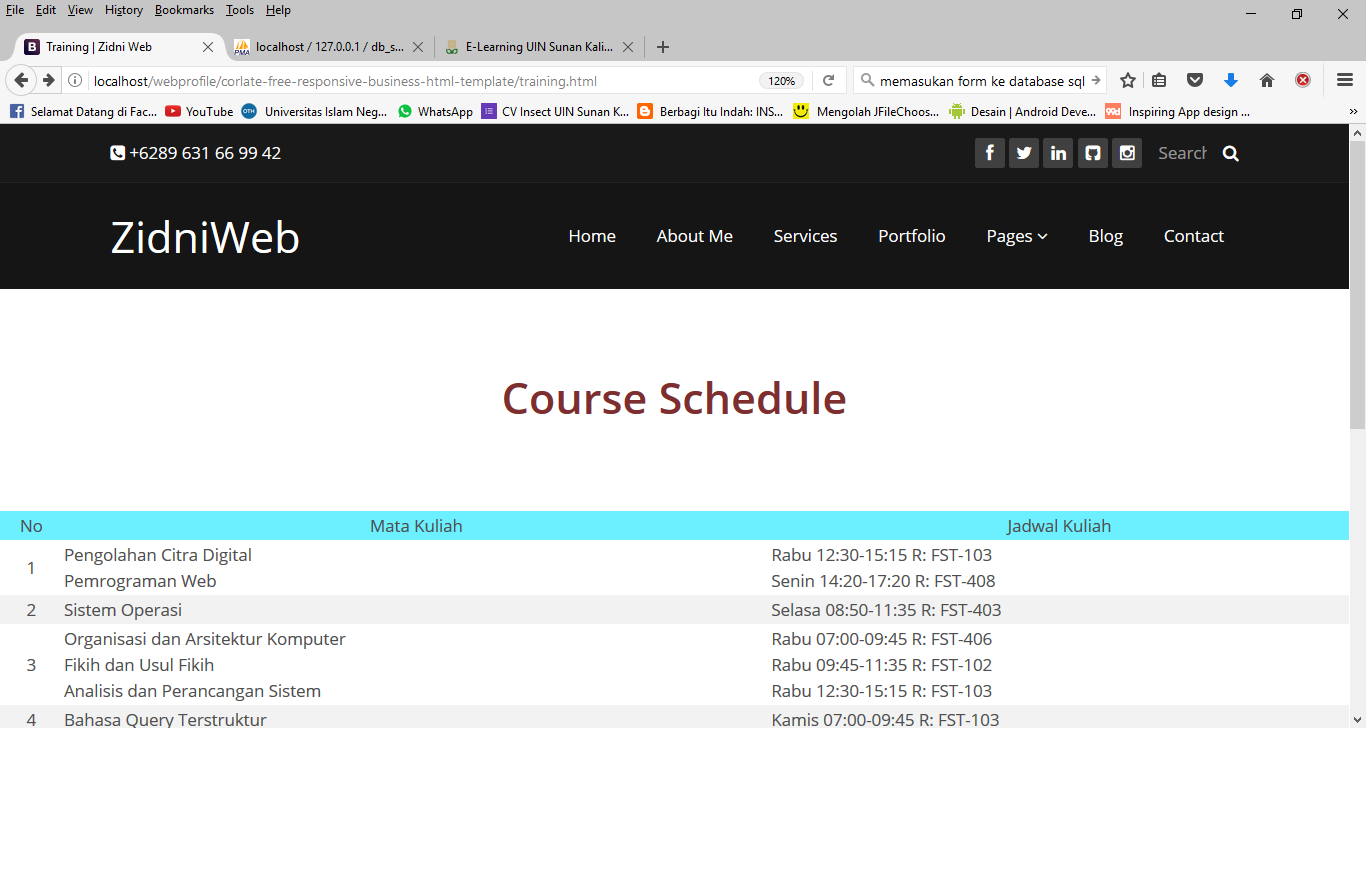 File Edit View History Bookmarks Tools Help
Training | Zidni Web
localhost / 127.0.0.1 / db_s...
E-Learning UIN Sunan Kali...
localhost/webprofile/corlate-free-responsive-business-html-template/training.html
120%
memasukan form ke database sql
Selamat Datang di Fac... YouTube Universitas Islam Neg... WhatsApp CV Insect UIN Sunan K... Berbagi Itu Indah: INS... Mengolah JFileChoos... Desain | Android Deve... Inspiring App design ...
+6289 631 66 99 42
Search
ZidniWeb
Home About Me Services Portfolio Pages Blog Contact
Course Schedule
No Mata Kuliah Jadwal Kuliah
1
Pengolahan Citra Digital Rabu 12:30-15:15 R: FST-103
Pemrograman Web Senin 14:20-17:20 R: FST-408
2 Sistem Operasi Selasa 08:50-11:35 R: FST-403
Organisasi dan Arsitektur Komputer Rabu 07:00-09:45 R: FST-406
3 Fikih dan Usul Fikih Rabu 09:45-11:35 R: FST-102
Analisis dan Perancangan Sistem Rabu 12:30-15:15 R: FST-103
4 Bahasa Query Terstruktur Kamis 07:00-09:45 R: FST-103